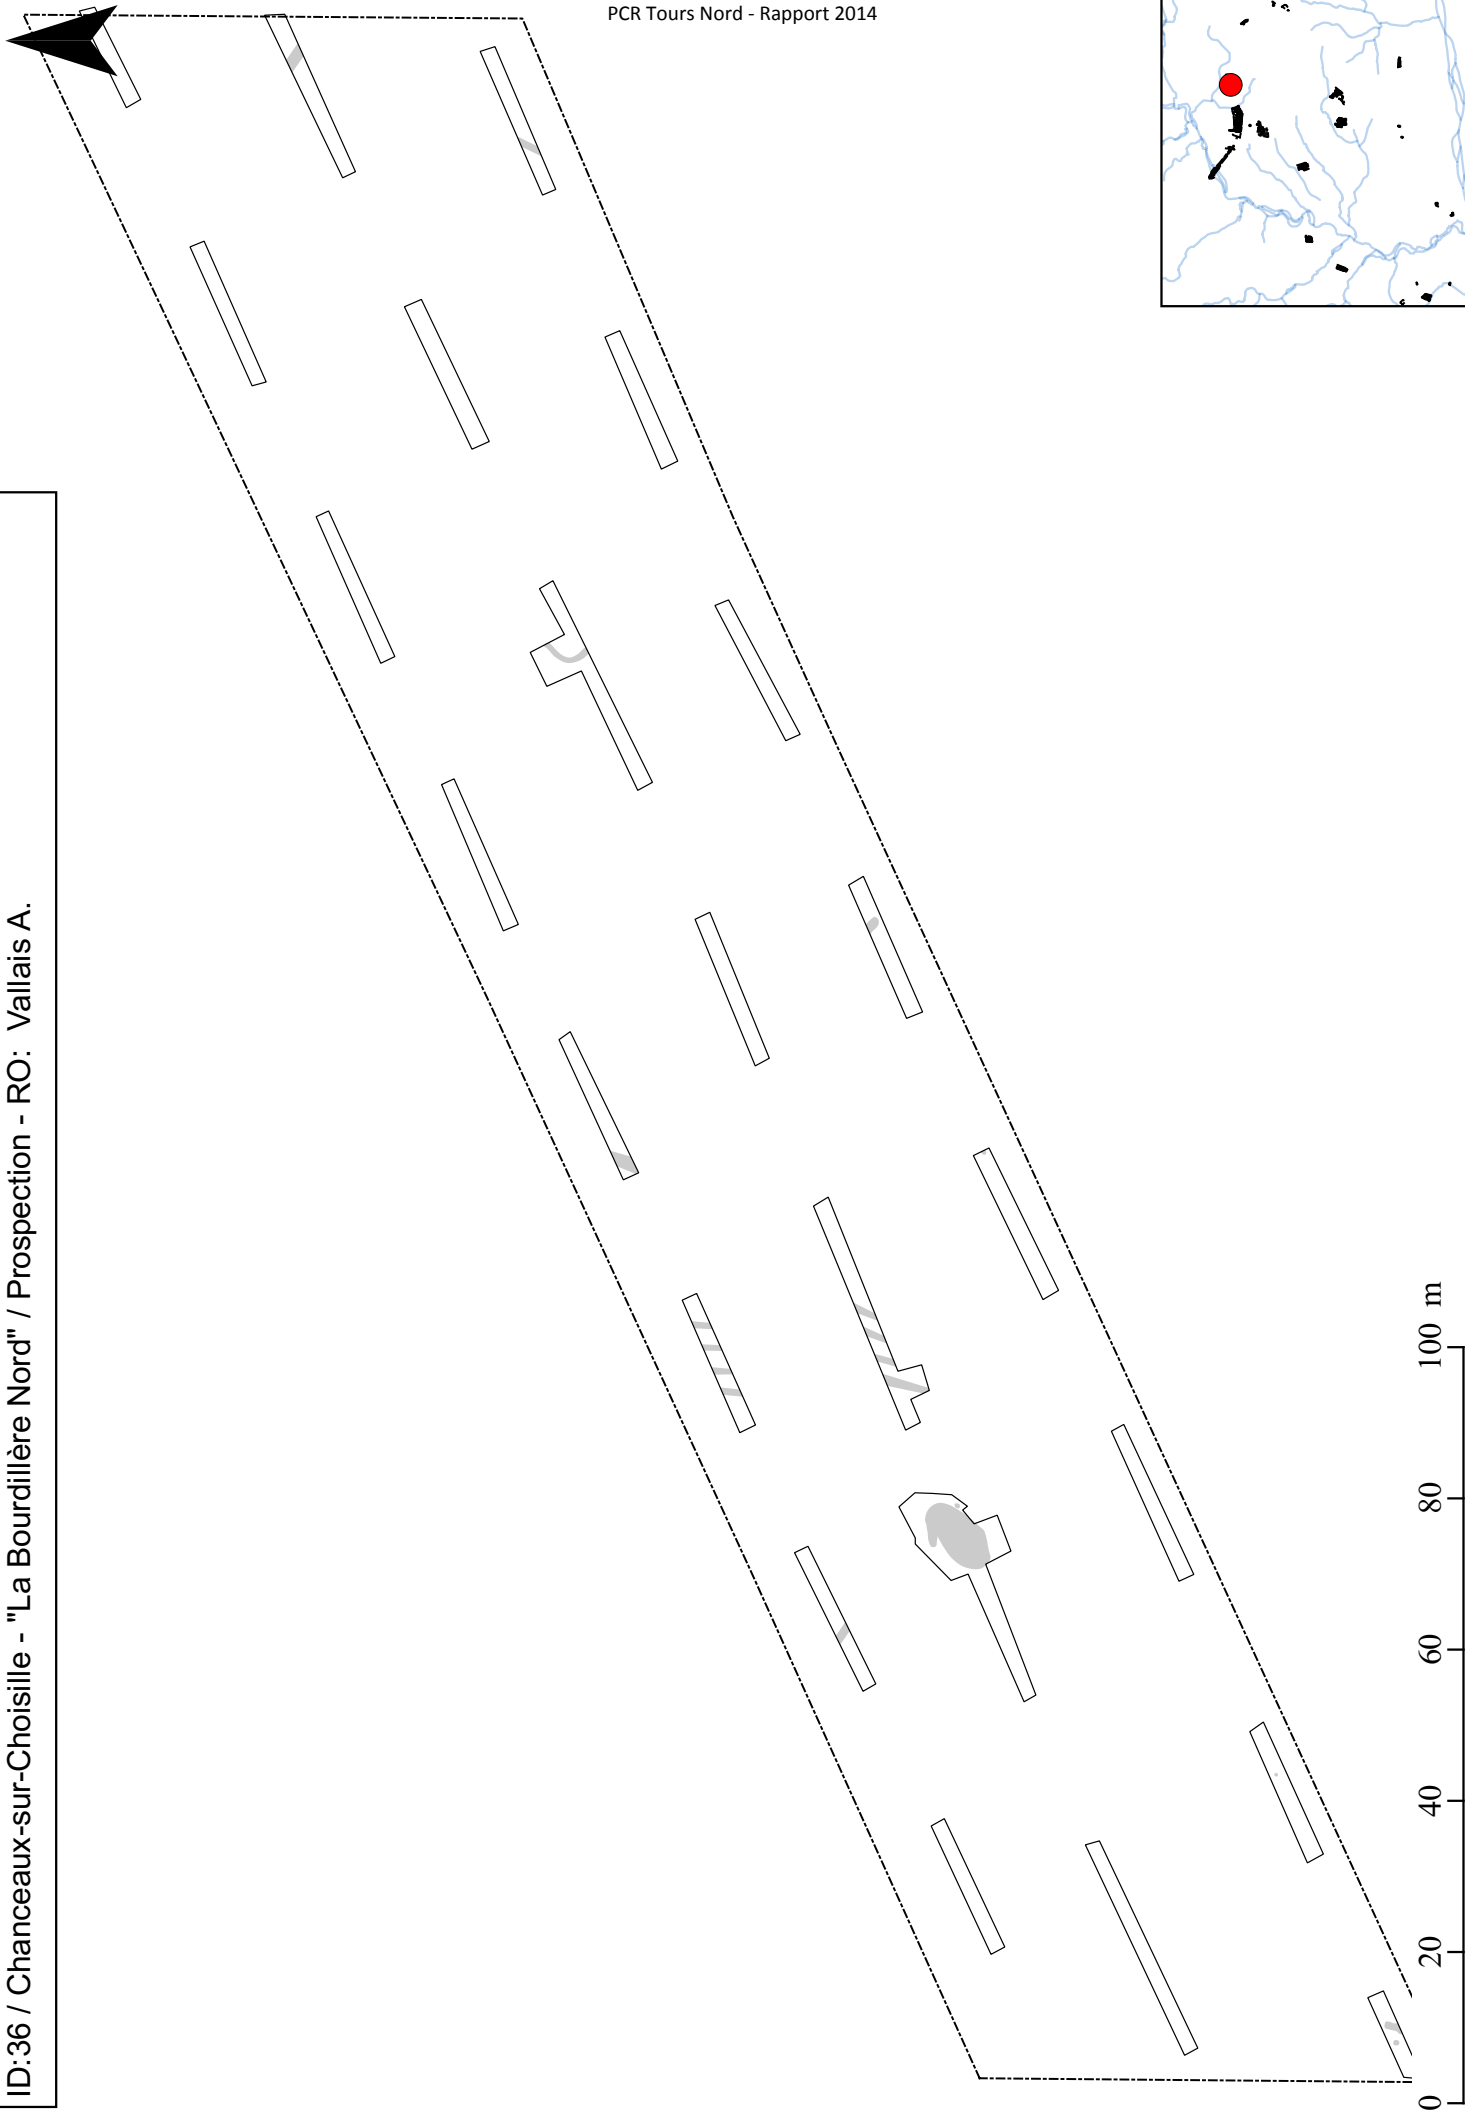 PCR Tours Nord - Rapport 2014
ID:36 / Chanceaux-sur-Choisille - "La Bourdillère Nord" / Prospection - RO: Vallais A.
0 20 40 60 80 100 m